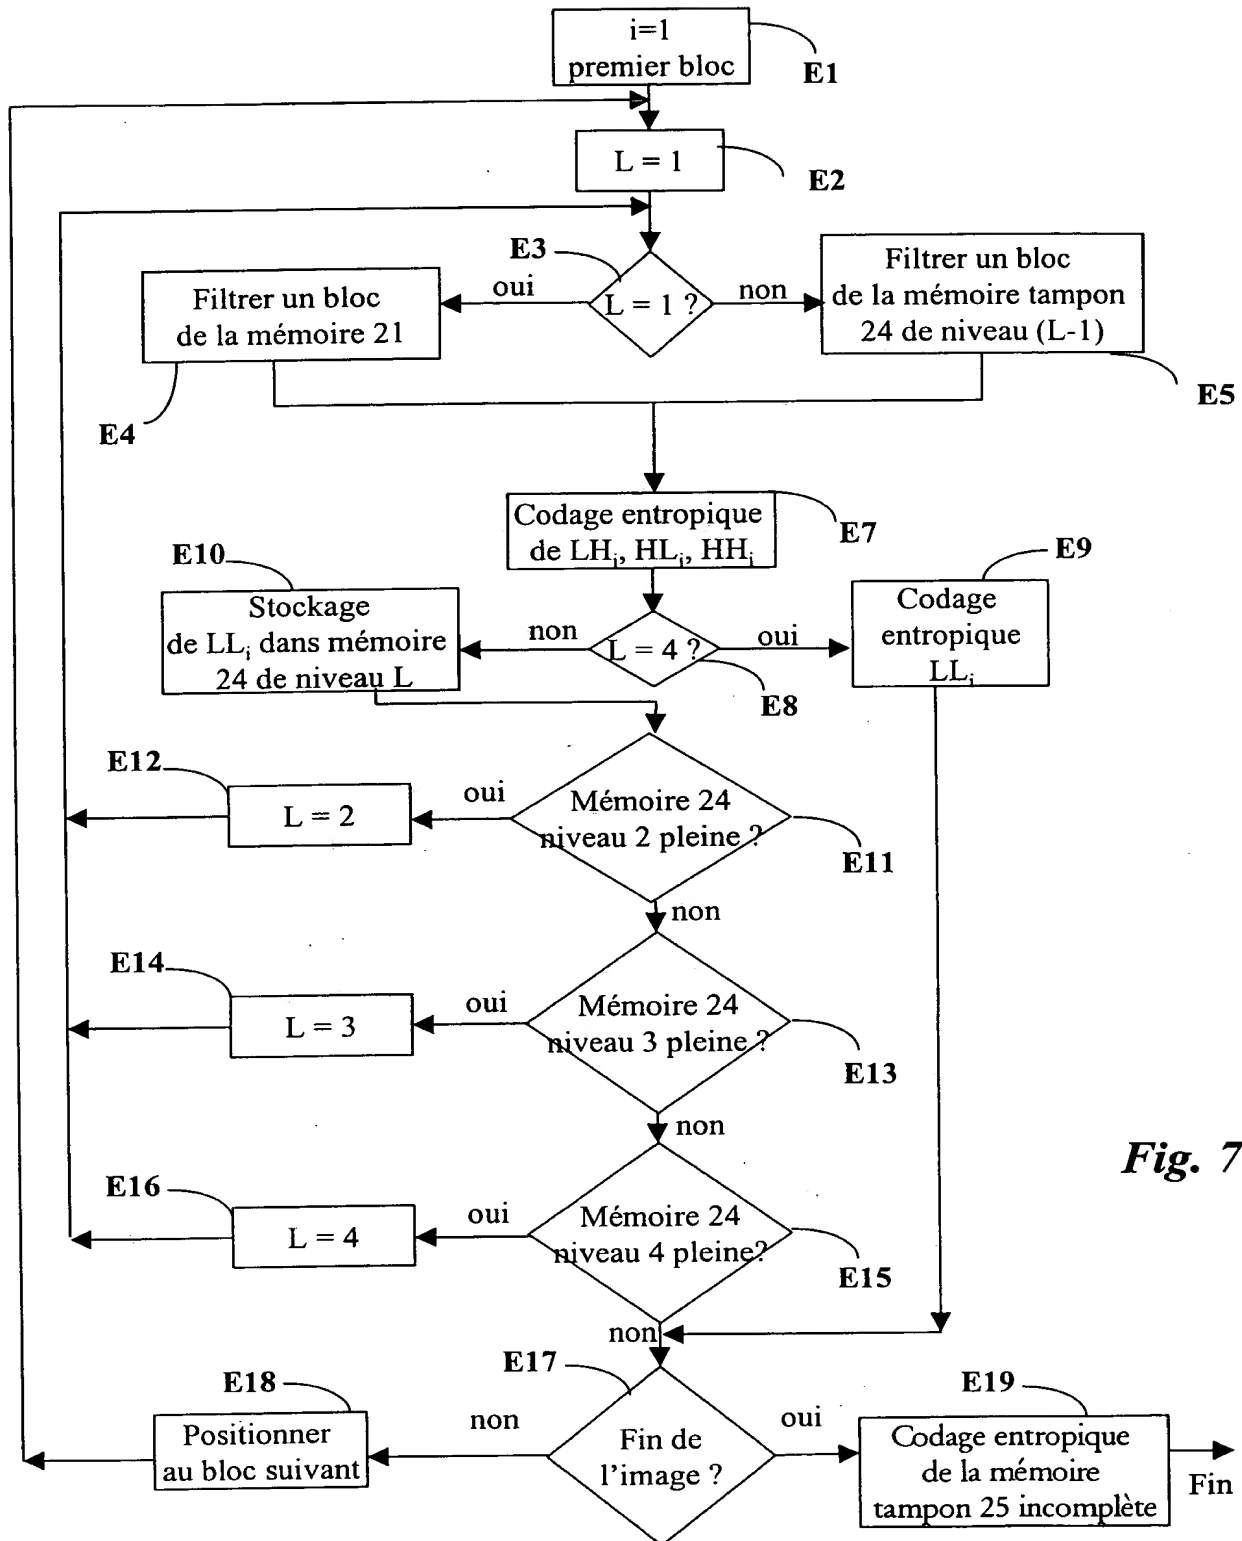 i=1
premier bloc
E1
L = 1
E2
E3
L = 1 ?
oui
non
Filtrer un bloc
de la mémoire 21
E4
Filtrer un bloc
de la mémoire tampon
24 de niveau (L-1)
E5
Codage entropique
de LHᵢ, HLᵢ, HHᵢ
E7
E10
Stockage
de LLᵢ dans mémoire
24 de niveau L
non
L = 4 ?
oui
E8
E9
Codage
entropique
LLᵢ
E12
L = 2
oui
Mémoire 24
niveau 2 pleine ?
E11
non
E14
L = 3
oui
Mémoire 24
niveau 3 pleine ?
E13
non
Fig. 7
E16
L = 4
oui
Mémoire 24
niveau 4 pleine?
E15
non
E17
E18
Positionner
au bloc suivant
non
Fin de
l'image ?
oui
E19
Codage entropique
de la mémoire
tampon 25 incomplète
Fin